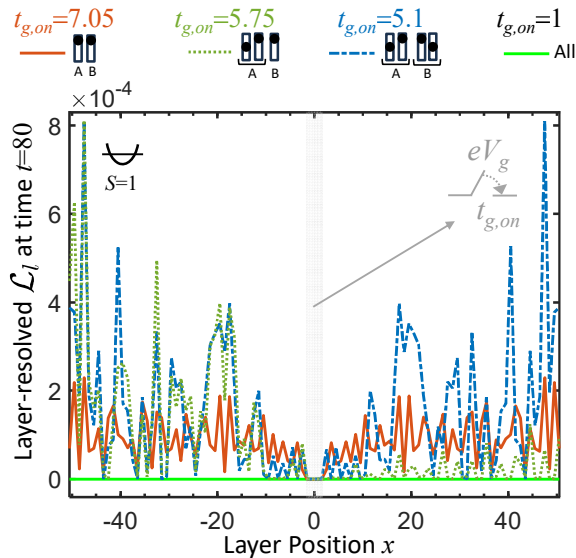 t_{g,on}=7.05 t_{g,on}=5.75 t_{g,on}=5.1 t_{g,on}=1
All
A B A B A B
×10⁻⁴
8
6
4
2
0
S=1
eV_g
t_{g,on}
Layer-resolved ℒ_l at time t=80
-40 -20 0 20 40
Layer Position x